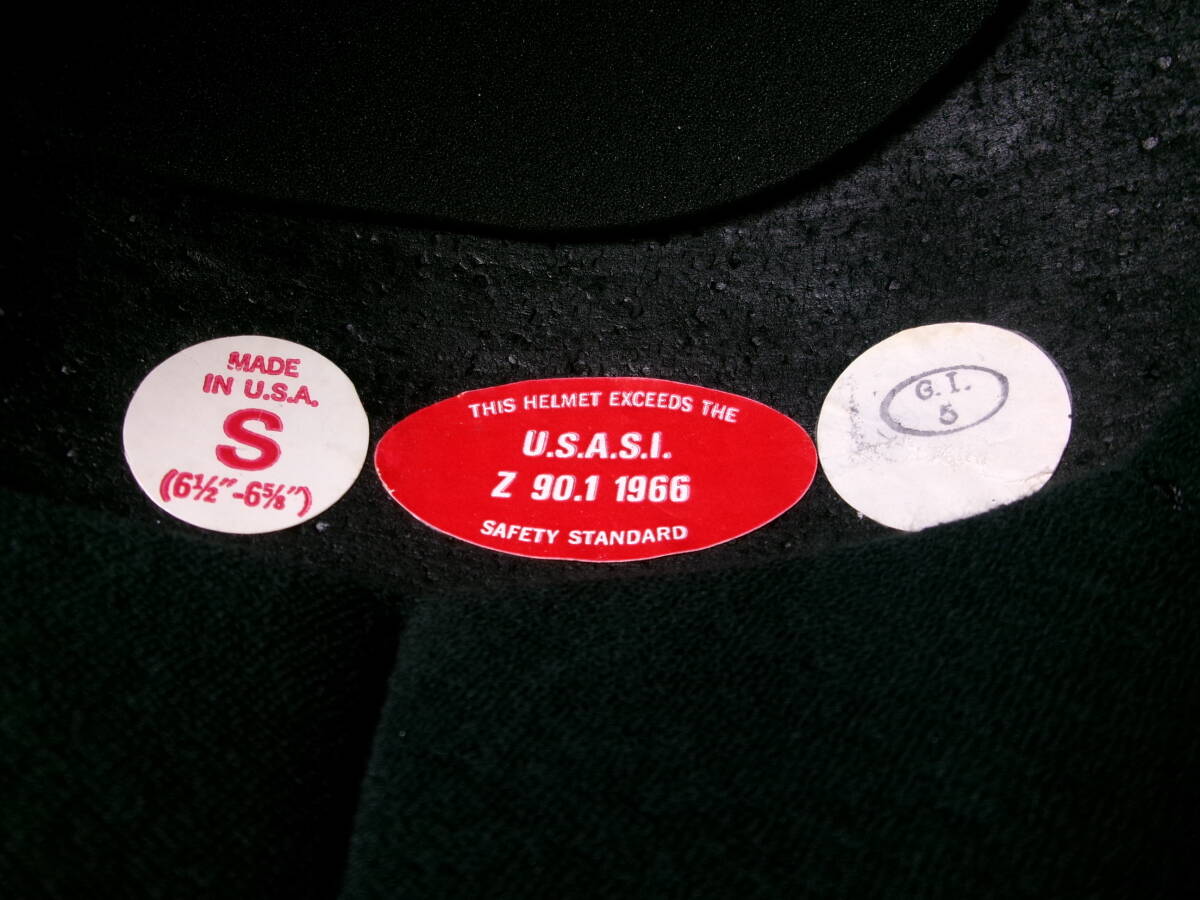 MADE
IN U.S.A.
S
(6½"-6⅝")
THIS HELMET EXCEEDS THE
U.S.A.S.I.
Z 90.1 1966
SAFETY STANDARD
G.I.
5